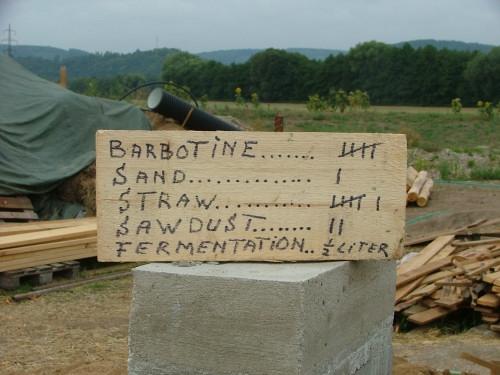 BARBOTINE....... 𝍸
SAND.............. I
STRAW........... 𝍸 I
SAWDUST........ II
FERMENTATION.. ½ LITER